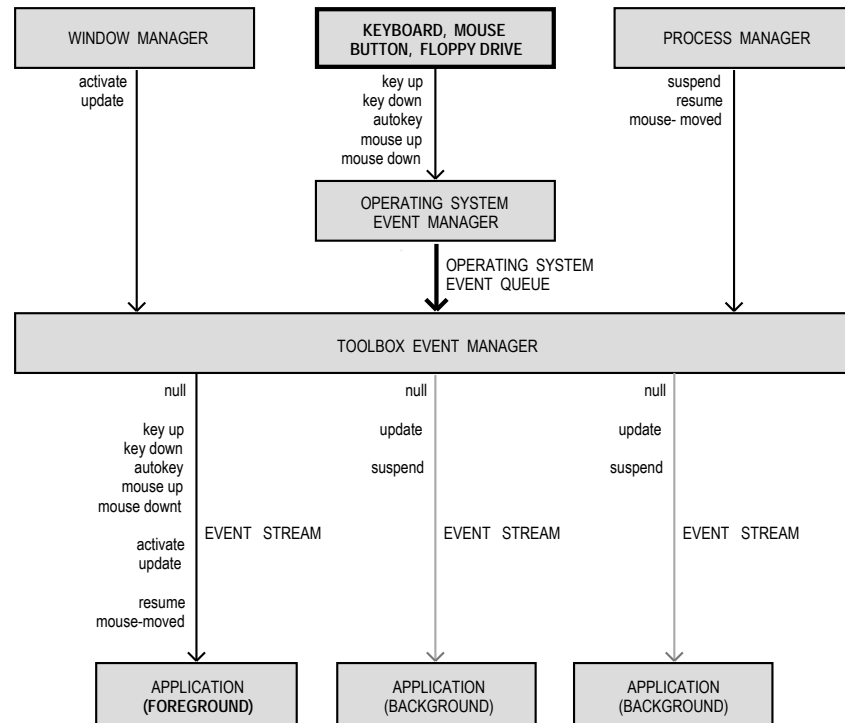 WINDOW MANAGER
KEYBOARD, MOUSE
BUTTON, FLOPPY DRIVE
PROCESS MANAGER
activate
update
key up
key down
autokey
mouse up
mouse down
suspend
resume
mouse- moved
OPERATING SYSTEM
EVENT MANAGER
OPERATING SYSTEM
EVENT QUEUE
TOOLBOX EVENT MANAGER
null
key up
key down
autokey
mouse up
mouse downt
activate
update
resume
mouse-moved
EVENT STREAM
null
update
suspend
EVENT STREAM
null
update
suspend
EVENT STREAM
APPLICATION
(FOREGROUND)
APPLICATION
(BACKGROUND)
APPLICATION
(BACKGROUND)